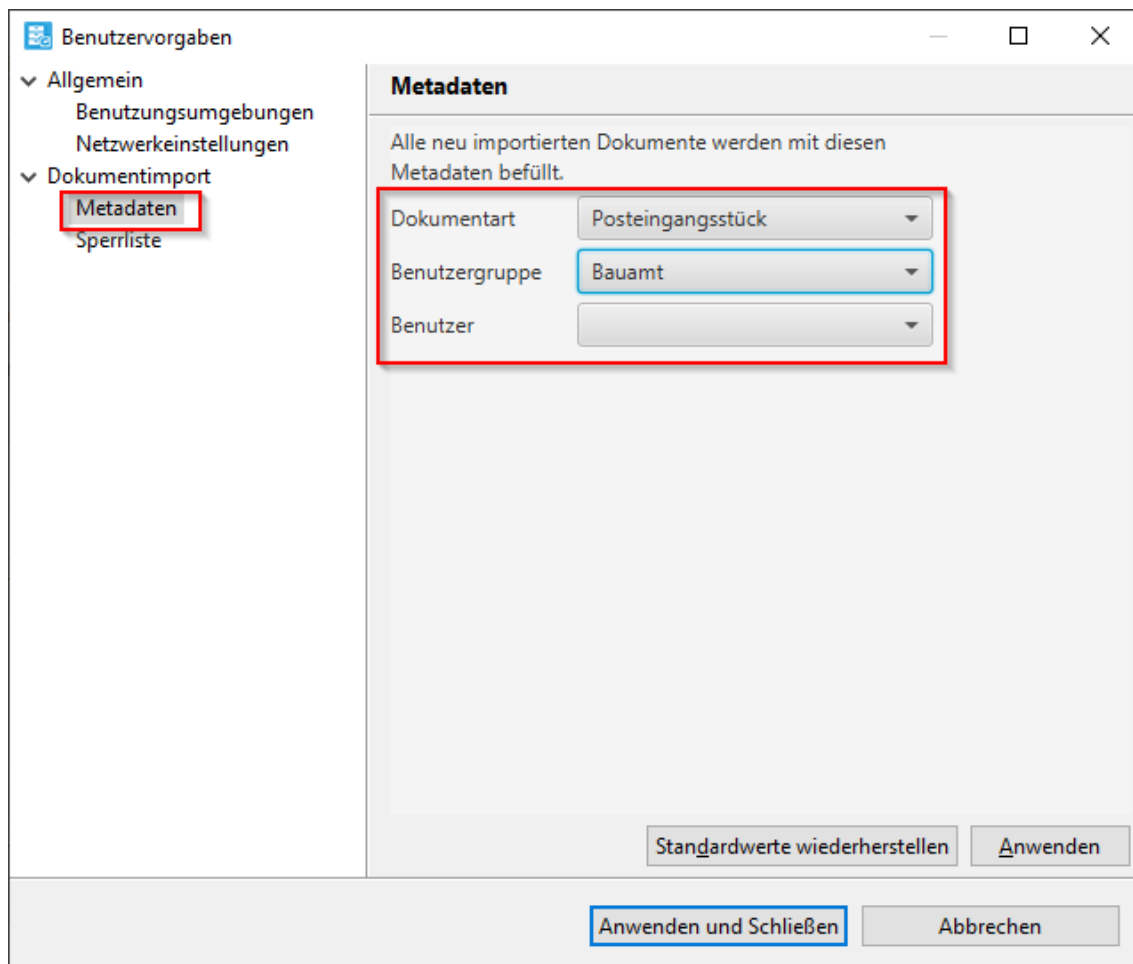 Benutzervorgaben
Allgemein
Benutzungsumgebungen
Netzwerkeinstellungen
Dokumentimport
Metadaten
Sperrliste
Metadaten
Alle neu importierten Dokumente werden mit diesen
Metadaten befüllt.
Dokumentart Posteingangsstück
Benutzergruppe Bauamt
Benutzer
Standardwerte wiederherstellen Anwenden
Anwenden und Schließen Abbrechen